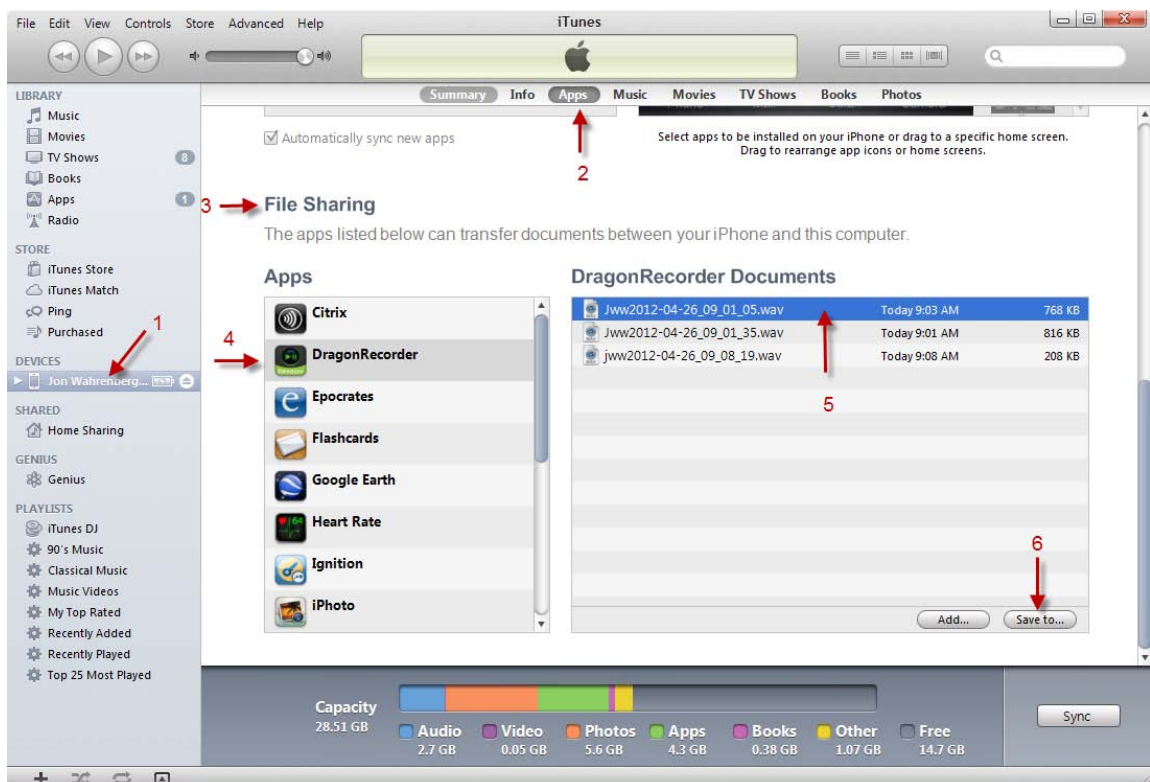 File Edit View Controls Store Advanced Help
iTunes
Summary Info Apps Music Movies TV Shows Books Photos
LIBRARY
Music
Movies
TV Shows 8
Books
Apps 1
Radio
STORE
iTunes Store
iTunes Match
Ping
Purchased
1
DEVICES
Jon Wahrenberg...
SHARED
Home Sharing
GENIUS
Genius
PLAYLISTS
iTunes DJ
90's Music
Classical Music
Music Videos
My Top Rated
Recently Added
Recently Played
Top 25 Most Played
Automatically sync new apps
Select apps to be installed on your iPhone or drag to a specific home screen.
Drag to rearrange app icons or home screens.
2
3
File Sharing
The apps listed below can transfer documents between your iPhone and this computer.
Apps
Citrix
4
DragonRecorder
Epocrates
Flashcards
Google Earth
Heart Rate
Ignition
iPhoto
DragonRecorder Documents
Jww2012-04-26_09_01_05.wav Today 9:03 AM 768 KB
Jww2012-04-26_09_01_35.wav Today 9:01 AM 816 KB
jww2012-04-26_09_08_19.wav Today 9:08 AM 208 KB
5
6
Add... Save to...
Capacity
28.51 GB
Audio Video Photos Apps Books Other Free
2.7 GB 0.05 GB 5.6 GB 4.3 GB 0.38 GB 1.07 GB 14.7 GB
Sync